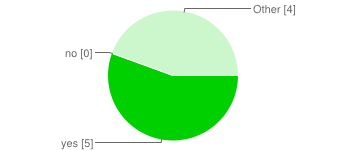 Other [4]
no [0]
yes [5]